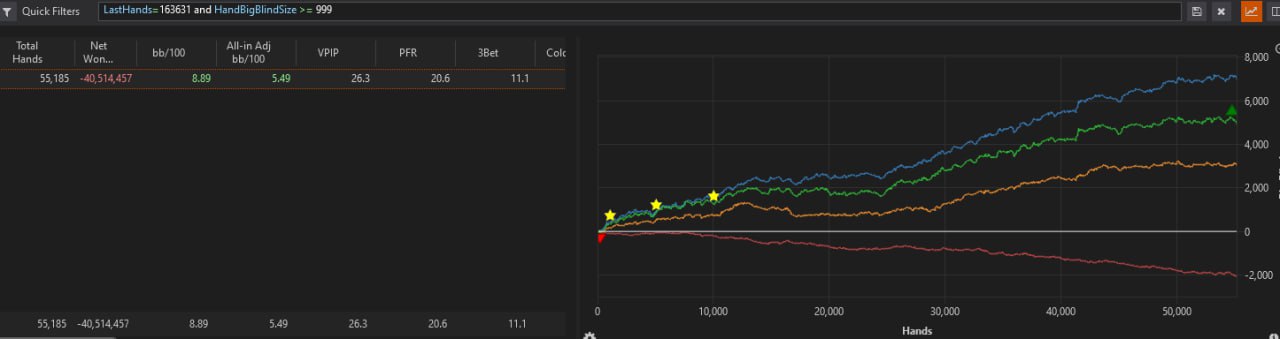 Quick Filters
LastHands=163631 and HandBigBlindSize >= 999
Total Hands
Net Won...
bb/100
All-in Adj bb/100
VPIP
PFR
3Bet
Colc
55,185 -40,514,457 8.89 5.49 26.3 20.6 11.1
55,185 -40,514,457 8.89 5.49 26.3 20.6 11.1
8,000
6,000
4,000
2,000
0
-2,000
0 10,000 20,000 30,000 40,000 50,000
Hands